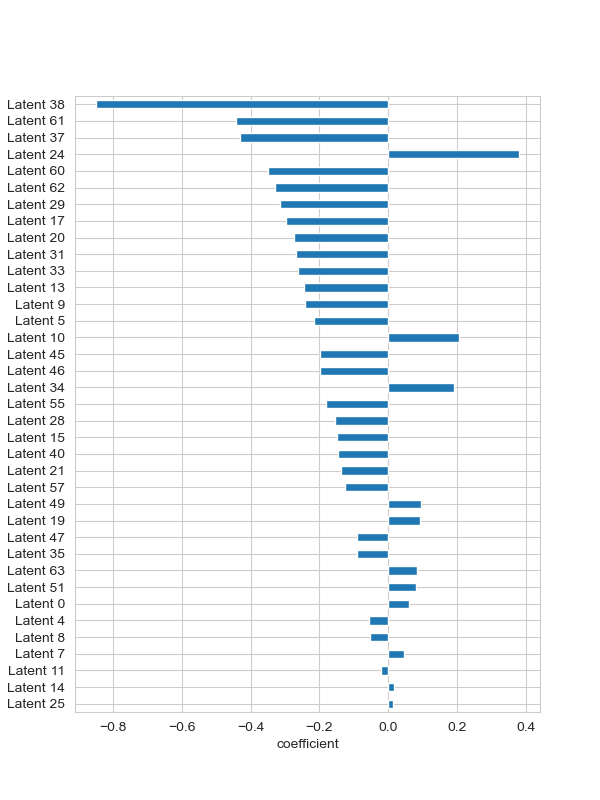 Latent 38
Latent 61
Latent 37
Latent 24
Latent 60
Latent 62
Latent 29
Latent 17
Latent 20
Latent 31
Latent 33
Latent 13
Latent 9
Latent 5
Latent 10
Latent 45
Latent 46
Latent 34
Latent 55
Latent 28
Latent 15
Latent 40
Latent 21
Latent 57
Latent 49
Latent 19
Latent 47
Latent 35
Latent 63
Latent 51
Latent 0
Latent 4
Latent 8
Latent 7
Latent 11
Latent 14
Latent 25
−0.8 −0.6 −0.4 −0.2 0.0 0.2 0.4
coefficient